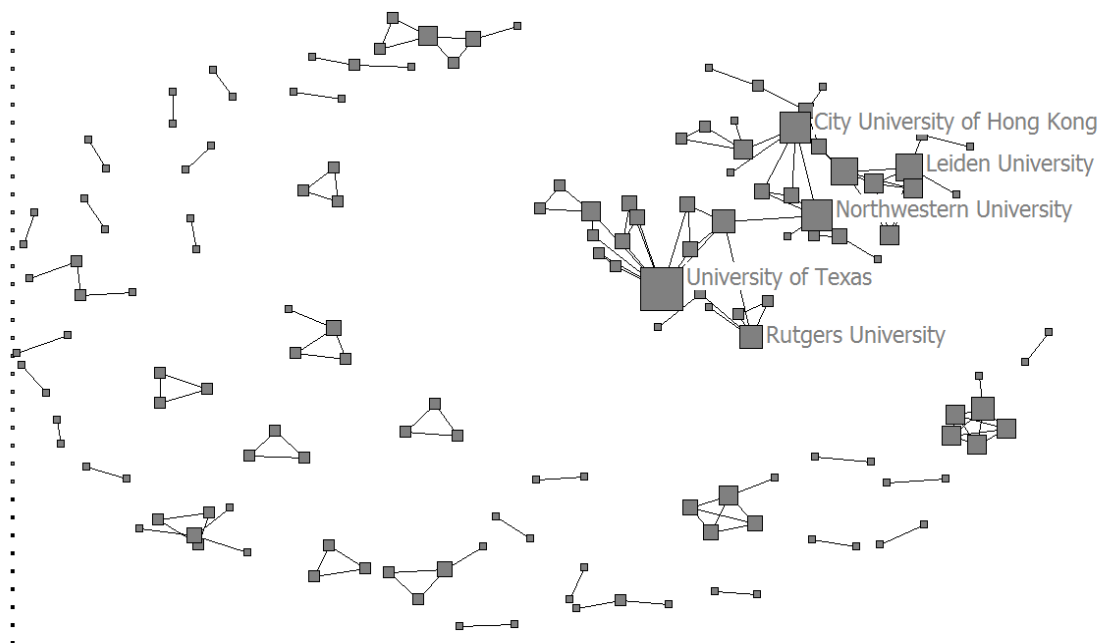 City University of Hong Kong
Leiden University
Northwestern University
University of Texas
Rutgers University